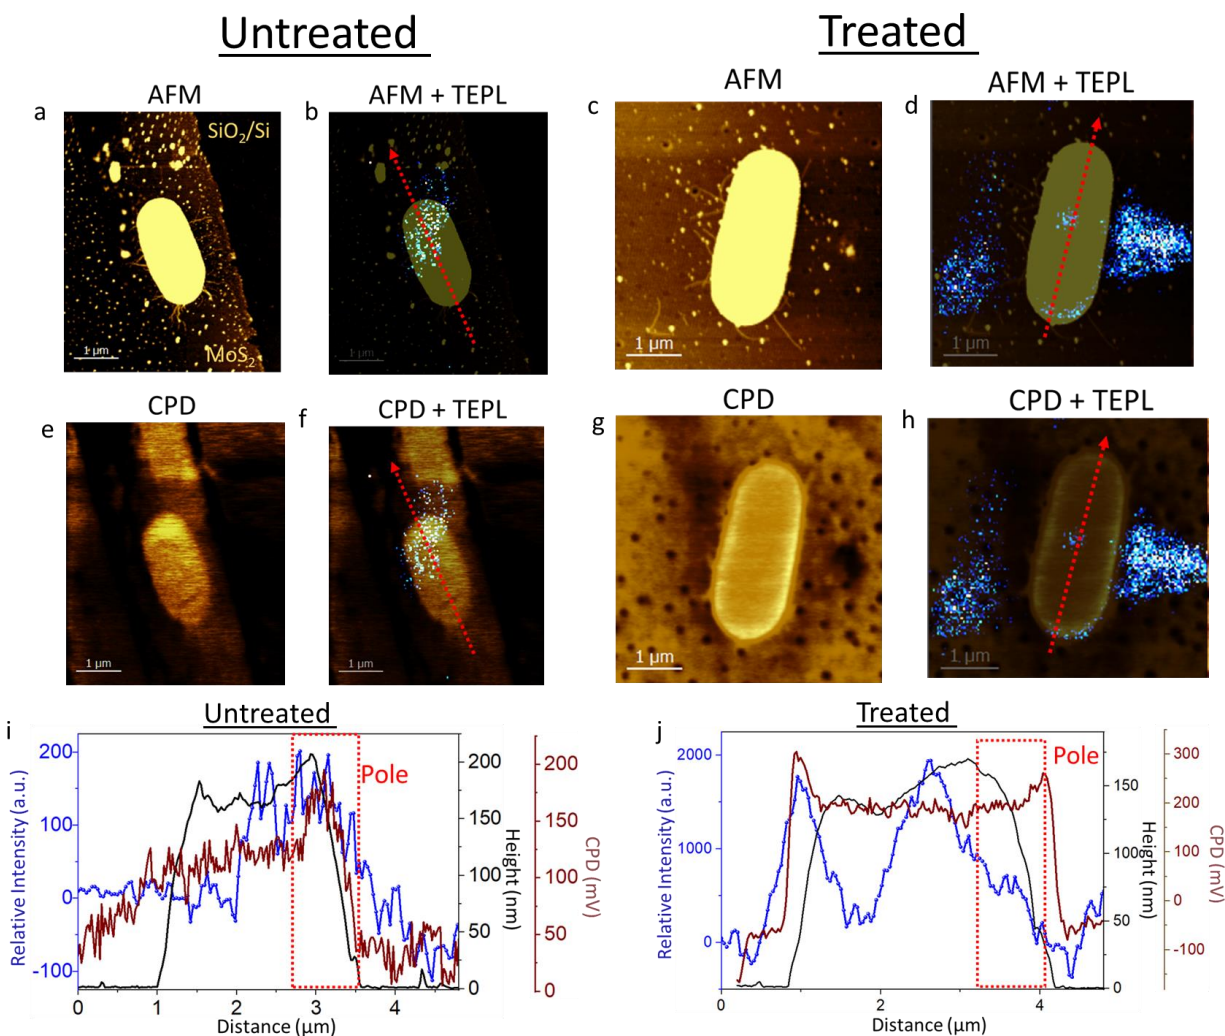 Untreated
Treated
AFM
AFM + TEPL
AFM
AFM + TEPL
a
b
c
d
SiO₂/Si
MoS₂
1 µm
1 µm
1 µm
1 µm
CPD
CPD + TEPL
CPD
CPD + TEPL
e
f
g
h
1 µm
1 µm
1 µm
1 µm
i
Untreated
Relative Intensity (a.u.)
200
100
0
-100
Pole
200
150
100
50
0
Height (nm)
200
150
100
50
0
CPD (mV)
0 1 2 3 4
Distance (µm)
j
Treated
Relative Intensity (a.u.)
2000
1000
0
Pole
150
100
50
0
Height (nm)
300
200
100
0
-100
CPD (mV)
0 2 4
Distance (µm)